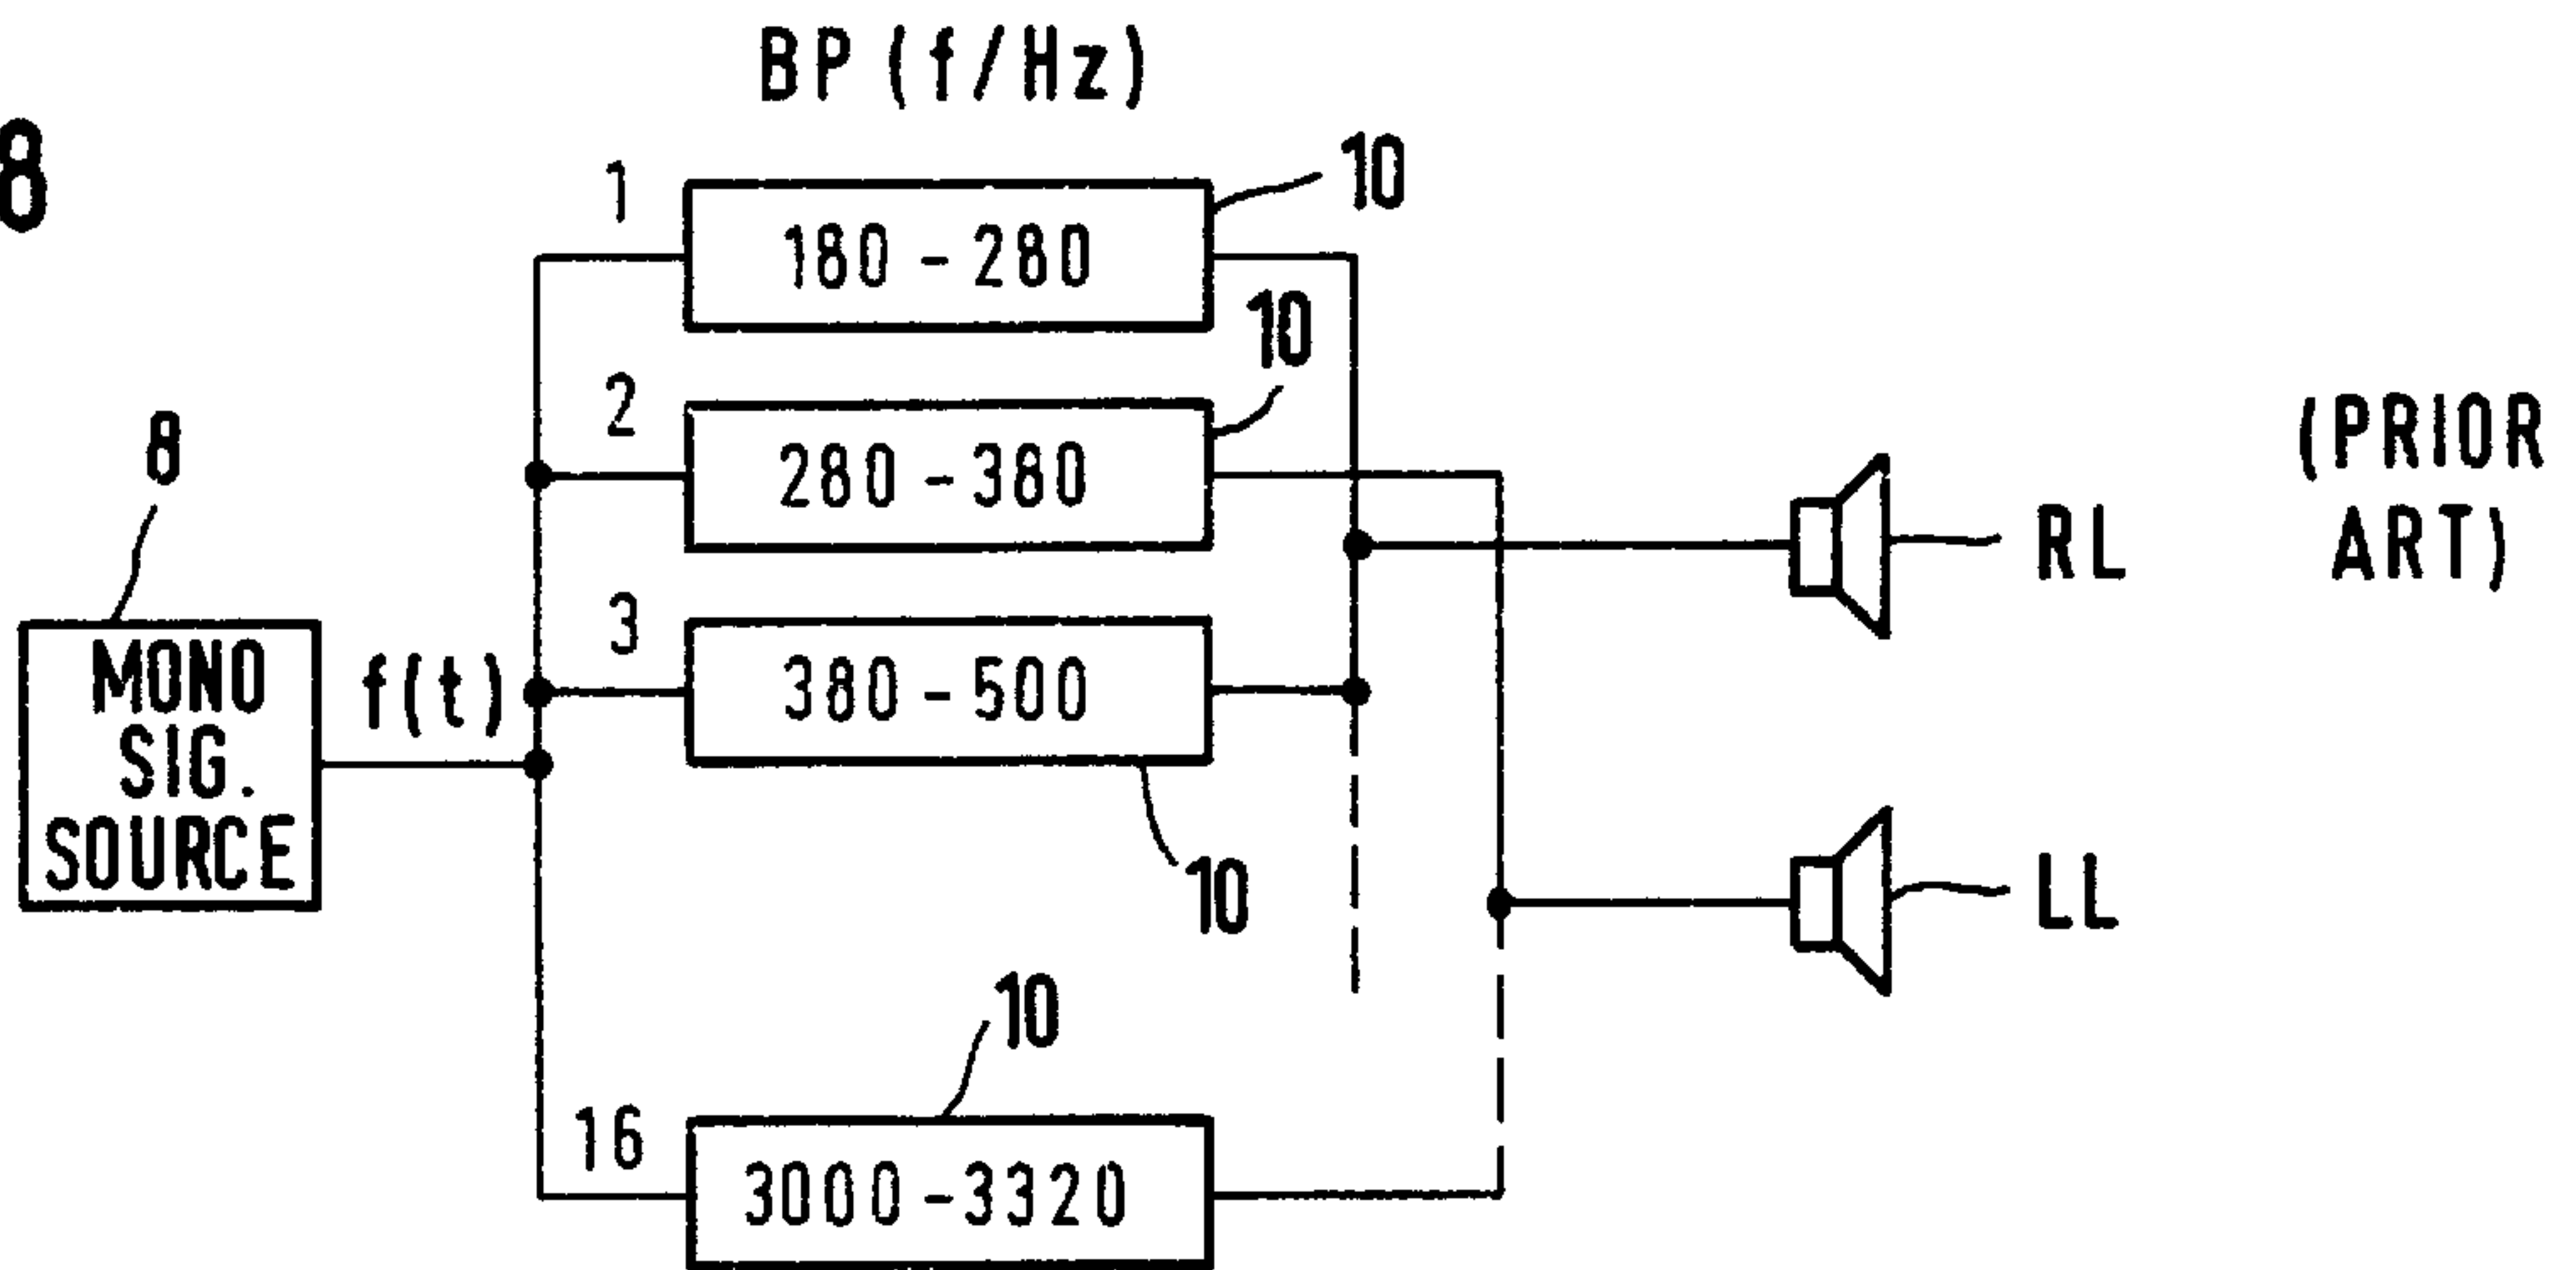 BP (f/Hz)
8
1
180 - 280
10
2
280 - 380
10
3
380 - 500
10
8
MONO
SIG.
SOURCE
f(t)
16
3000 - 3320
10
RL
LL
(PRIOR
ART)